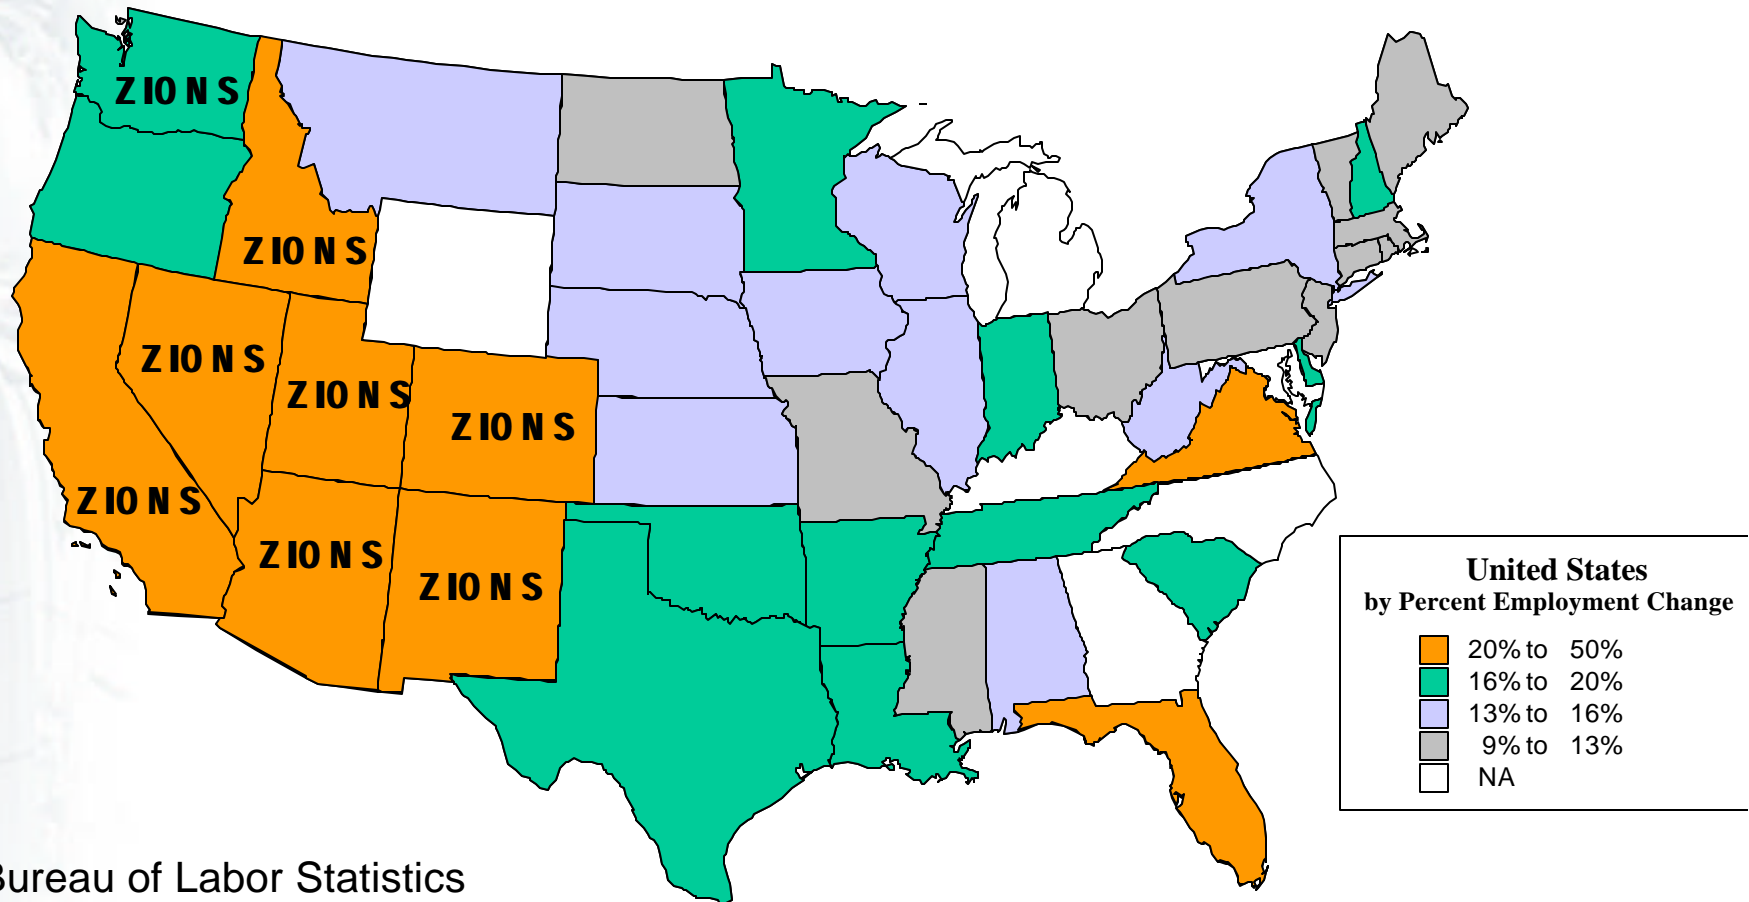 ZIONS
ZIONS
ZIONS
ZIONS
ZIONS
ZIONS
ZIONS
ZIONS
United States
by Percent Employment Change
20% to 50%
16% to 20%
13% to 16%
9% to 13%
NA
Bureau of Labor Statistics